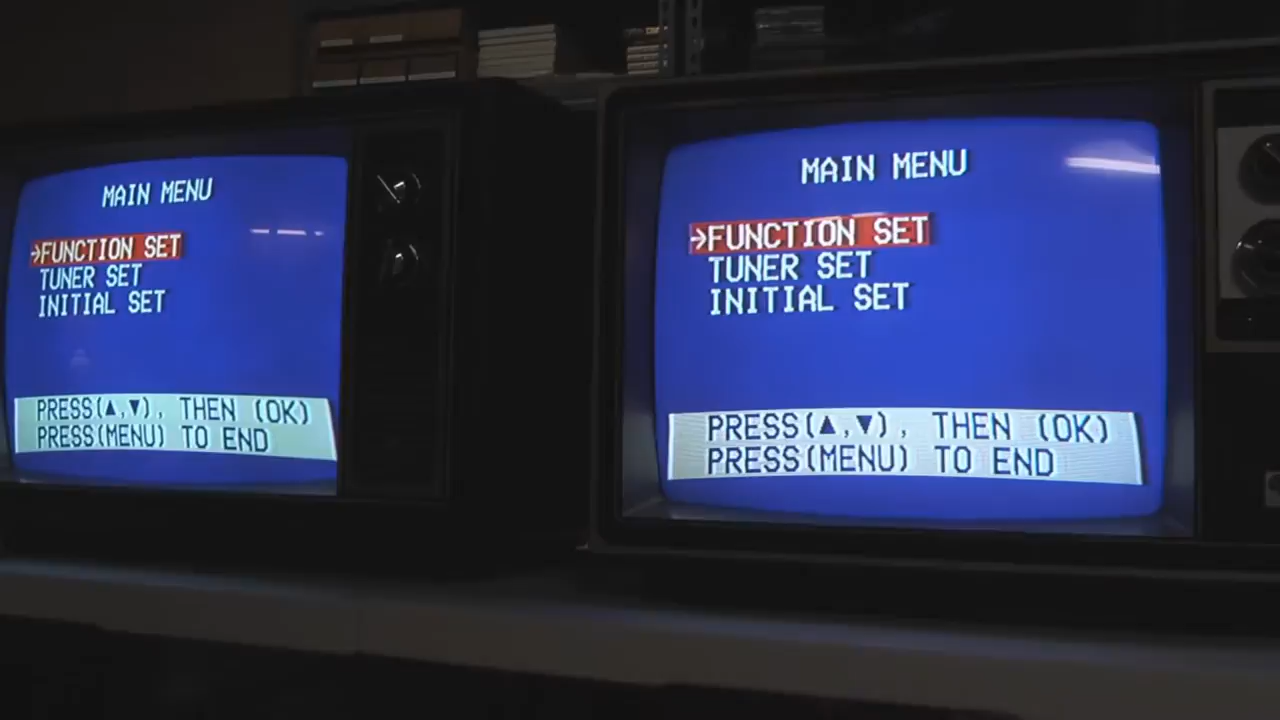 MAIN MENU
→FUNCTION SET
TUNER SET
INITIAL SET
PRESS(▲,▼), THEN (OK)
PRESS(MENU) TO END
MAIN MENU
→FUNCTION SET
TUNER SET
INITIAL SET
PRESS(▲,▼), THEN (OK)
PRESS(MENU) TO END